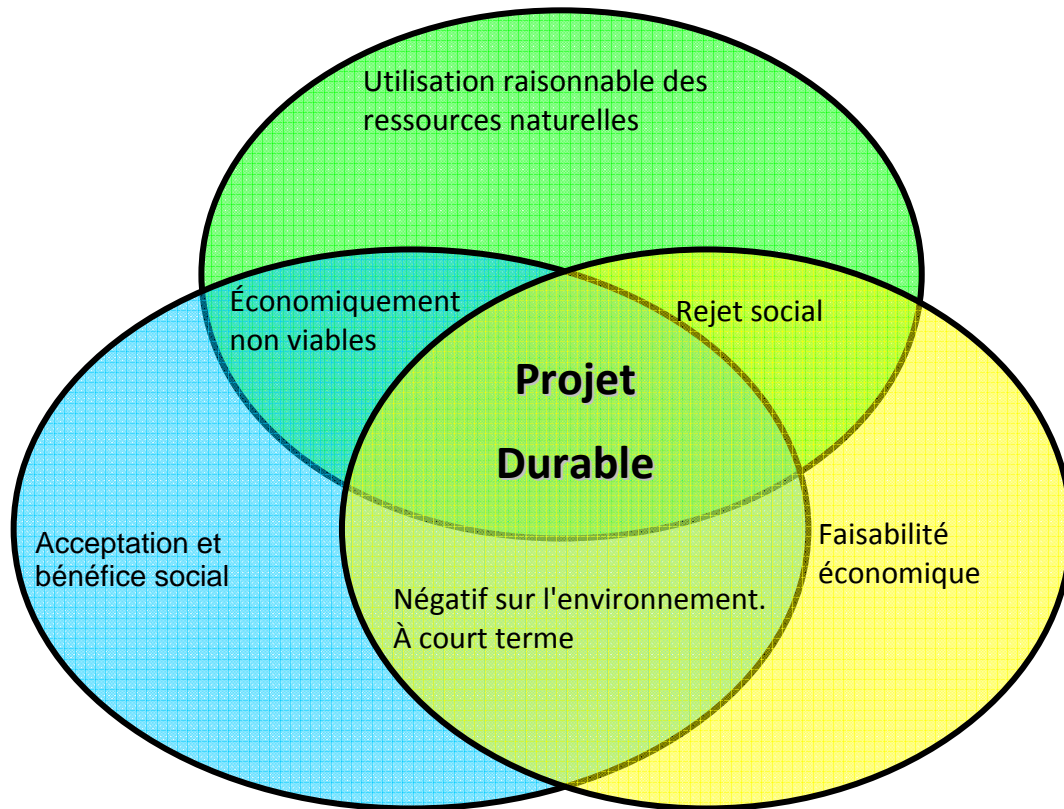 Utilisation raisonnable des
ressources naturelles
Économiquement
non viables
Rejet social
Projet
Durable
Acceptation et
bénéfice social
Faisabilité
économique
Négatif sur l'environnement.
À court terme